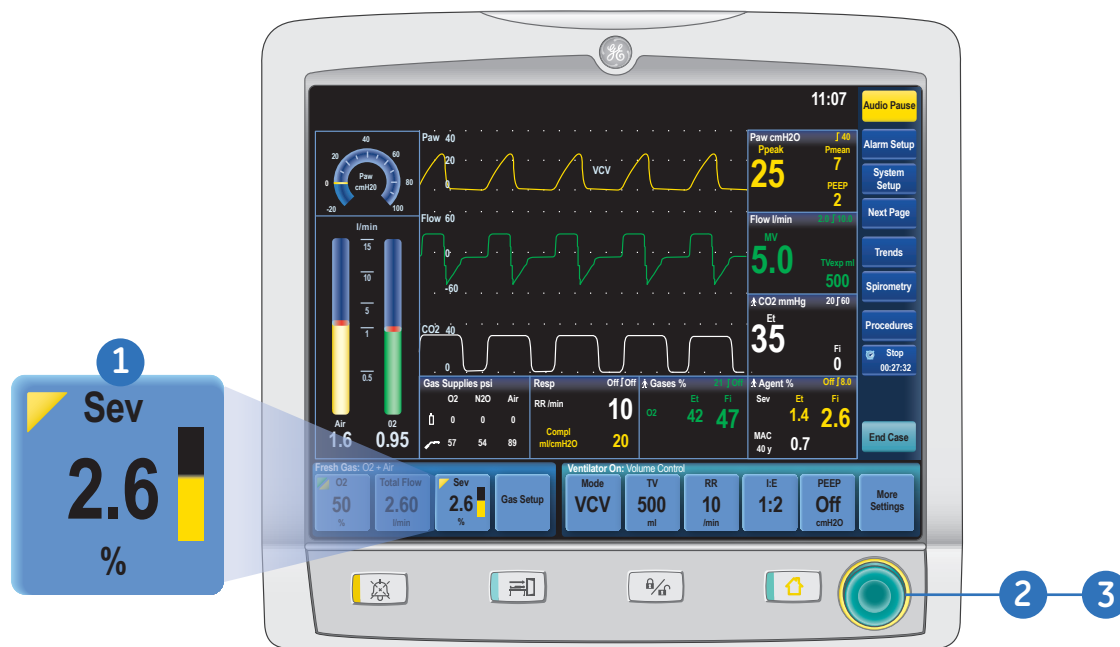 GE
11:07
Audio Pause
Alarm Setup
System
Setup
Next Page
Trends
Spirometry
Procedures
Stop
00:27:32
End Case
40
20
60
0
Paw
cmH20
80
-20
100
Paw 40
20
0
VCV
Paw cmH2O
40
Ppeak
25
Pmean
7
PEEP
2
l/min
15
10
5
1
0.5
Air
1.6
02
0.95
Flow 60
0
-60
Flow l/min
2.0 10.0
MV
5.0
TVexp ml
500
CO2 40
0
CO2 mmHg
20 60
Et
35
Fi
0
Gas Supplies psi
O2 N2O Air
0 0 0
57 54 89
Resp Off Off
RR /min
10
Compl
ml/cmH2O
20
Gases % 21 Off
Et Fi
O2 42 47
Agent % Off 8.0
Sev Et Fi
1.4 2.6
MAC
40 y
0.7
1
Sev
2.6
%
Fresh Gas: O2 + Air
O2
50
%
Total Flow
2.60
l/min
Sev
2.6
%
Gas Setup
Ventilator On: Volume Control
Mode
VCV
TV
500
ml
RR
10
/min
I:E
1:2
PEEP
Off
cmH2O
More
Settings
2
3